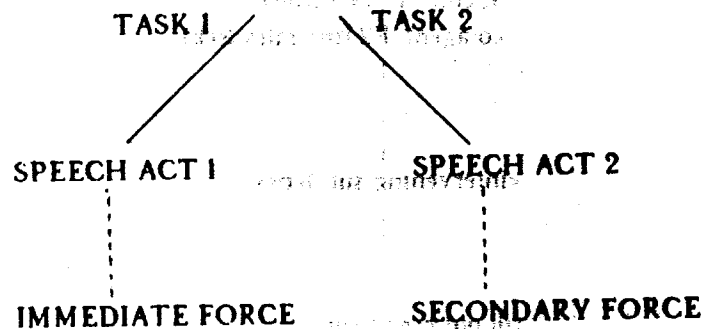 TASK 1 TASK 2
SPEECH ACT 1 SPEECH ACT 2
IMMEDIATE FORCE SECONDARY FORCE